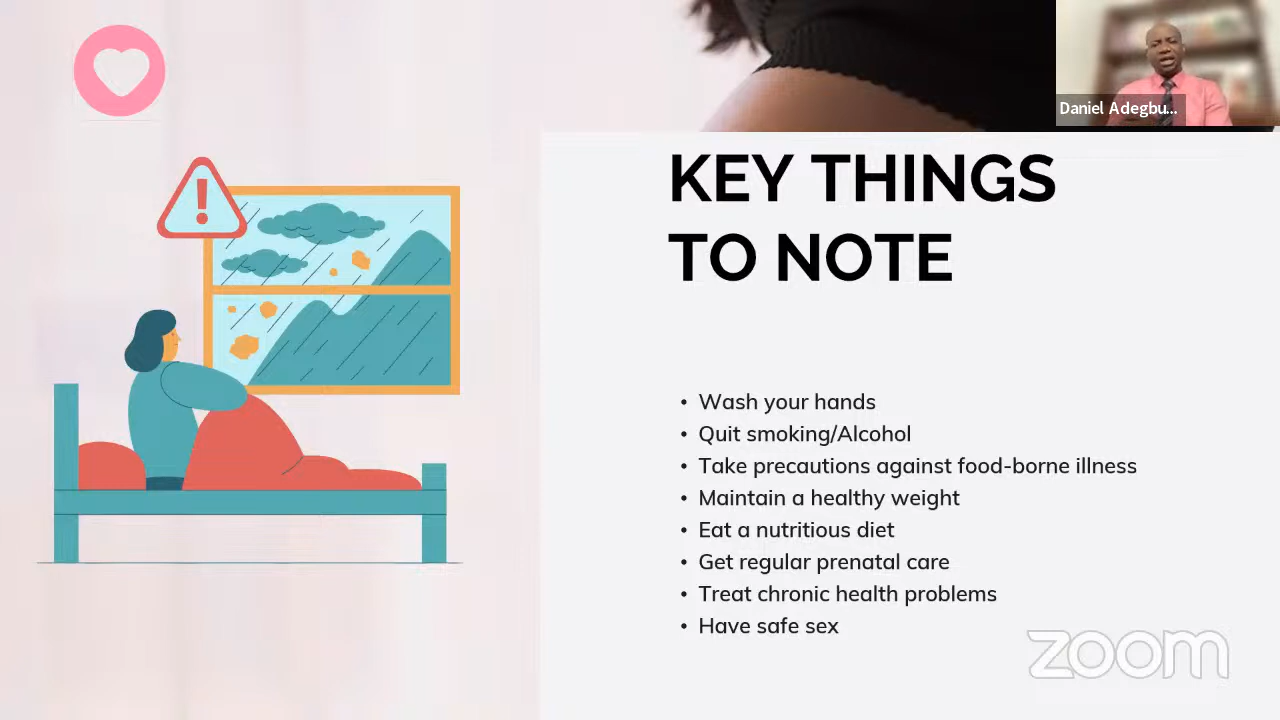 Daniel Adegbu...
KEY THINGS
TO NOTE
• Wash your hands
• Quit smoking/Alcohol
• Take precautions against food-borne illness
• Maintain a healthy weight
• Eat a nutritious diet
• Get regular prenatal care
• Treat chronic health problems
• Have safe sex
zoom